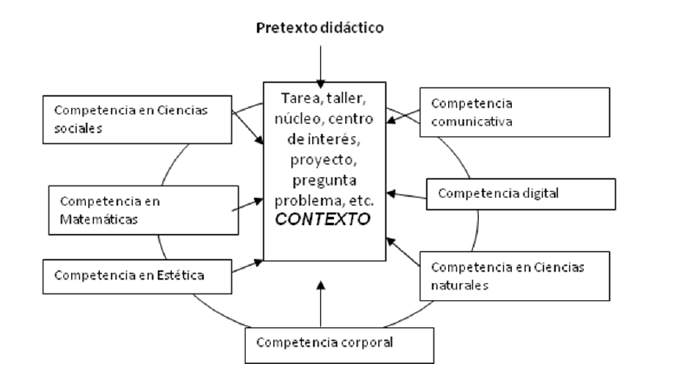 Pretexto didáctico
Tarea, taller,
núcleo, centro
de interés,
proyecto,
pregunta
problema, etc.
CONTEXTO
Competencia en Ciencias
sociales
Competencia en
Matemáticas
Competencia en Estética
Competencia
comunicativa
Competencia digital
Competencia en Ciencias
naturales
Competencia corporal